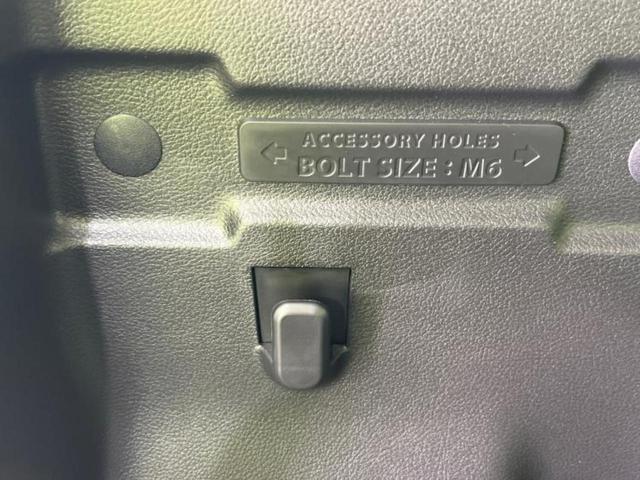 ACCESSORY HOLES
BOLT SIZE : M6